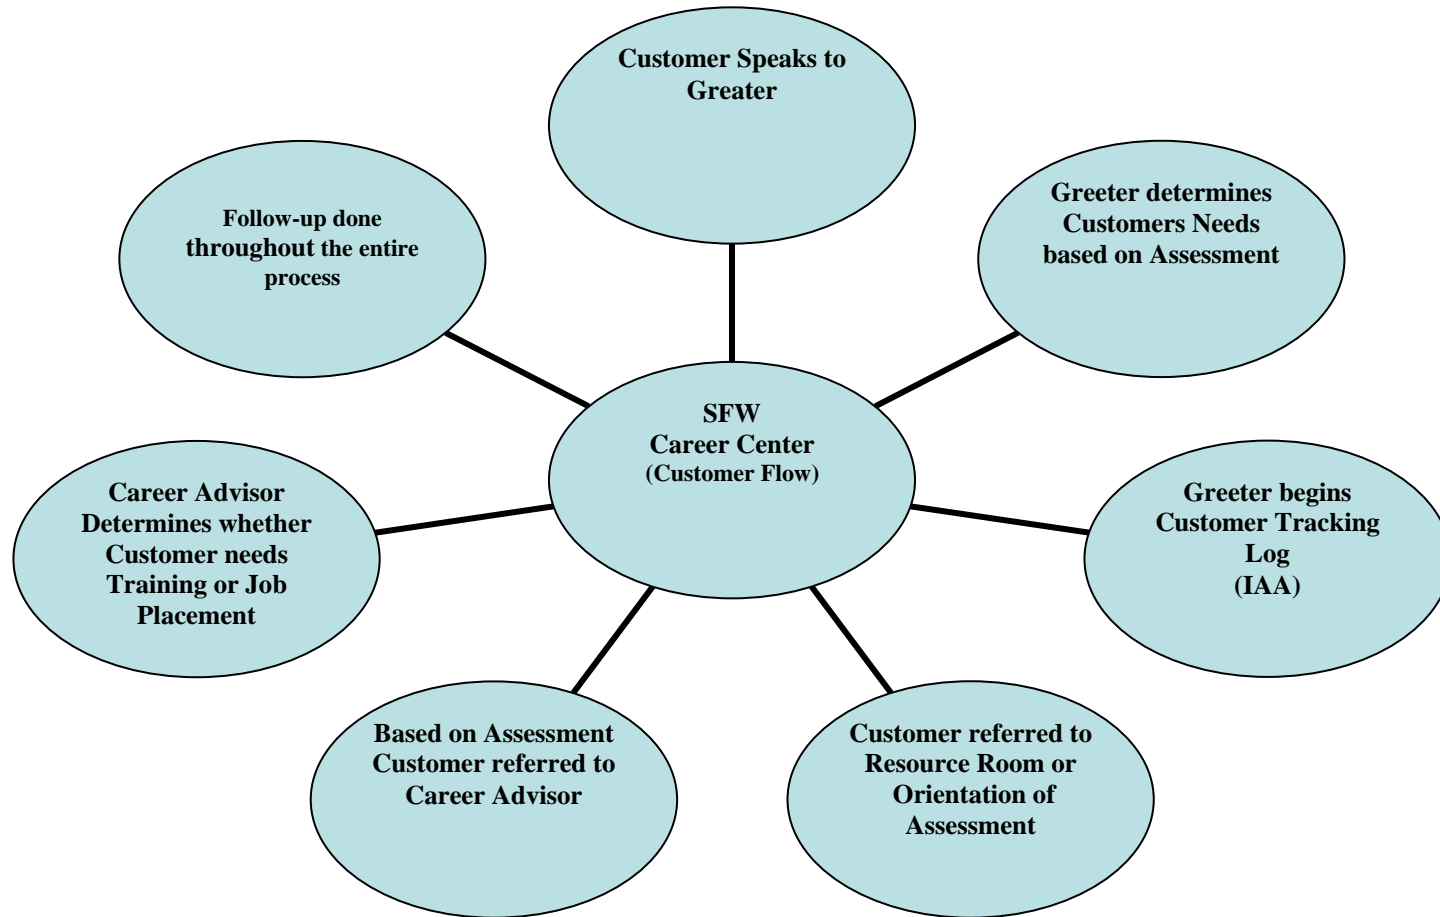 Customer Speaks to
Greater
Greeter determines
Customers Needs
based on Assessment
Greeter begins
Customer Tracking
Log
(IAA)
Customer referred to
Resource Room or
Orientation of
Assessment
Based on Assessment
Customer referred to
Career Advisor
Career Advisor
Determines whether
Customer needs
Training or Job
Placement
Follow-up done
throughout the entire
process
SFW
Career Center
(Customer Flow)